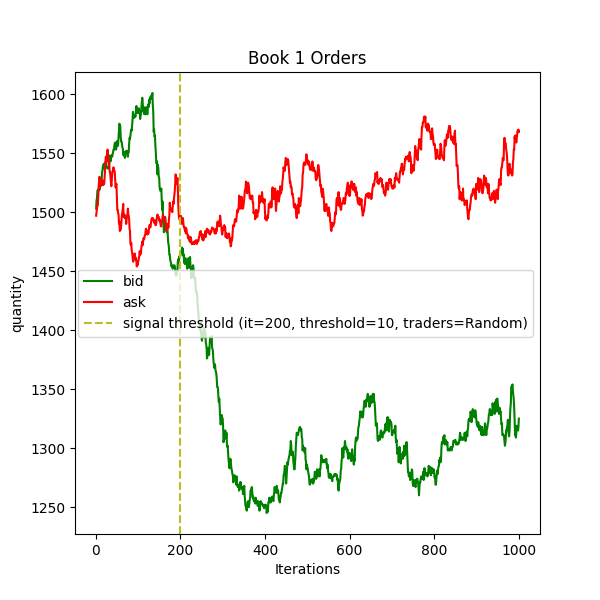 Book 1 Orders
quantity
1600
1550
1500
1450
1400
1350
1300
1250
bid
ask
signal threshold (it=200, threshold=10, traders=Random)
0 200 400 600 800 1000
Iterations